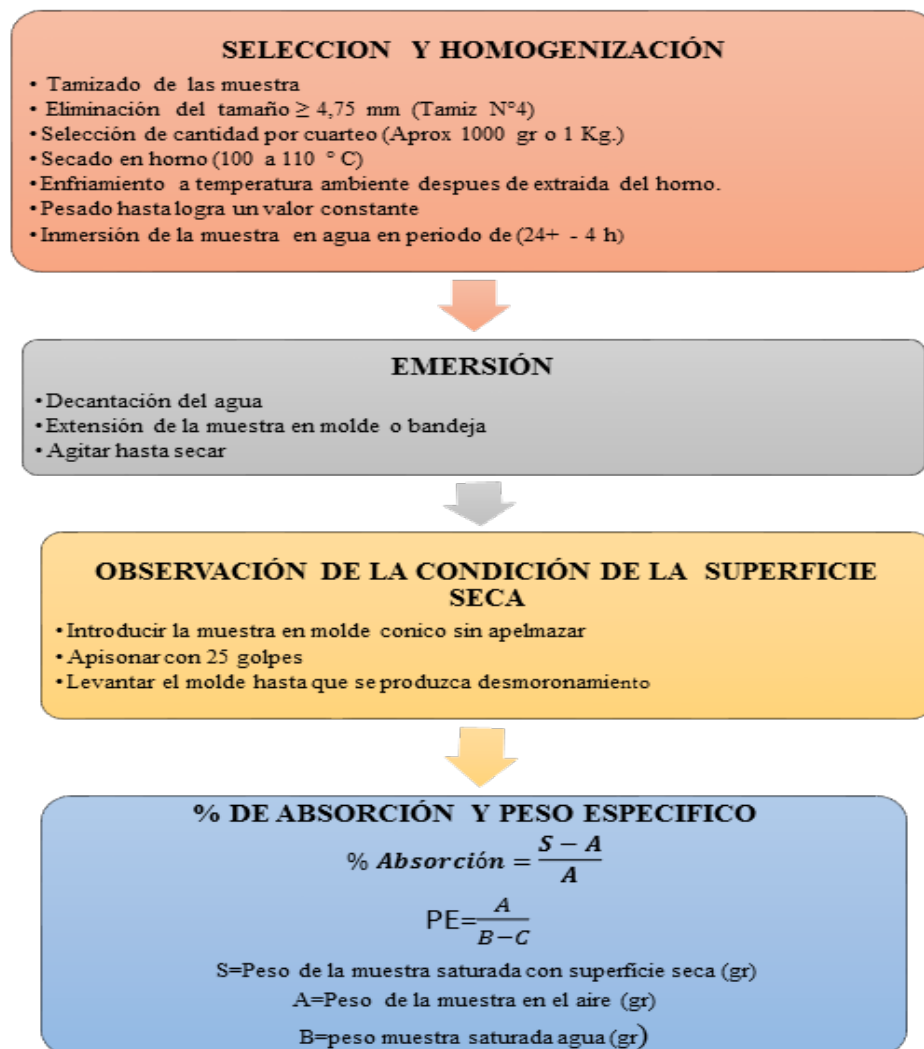 SELECCION Y HOMOGENIZACIÓN
• Tamizado de las muestra
• Eliminación del tamaño ≥ 4,75 mm (Tamiz N°4)
• Selección de cantidad por cuarteo (Aprox 1000 gr o 1 Kg.)
• Secado en horno (100 a 110 ° C)
• Enfriamiento a temperatura ambiente despues de extraida del horno.
• Pesado hasta logra un valor constante
• Inmersión de la muestra en agua en periodo de (24+ - 4 h)
EMERSIÓN
• Decantación del agua
• Extensión de la muestra en molde o bandeja
• Agitar hasta secar
OBSERVACIÓN DE LA CONDICIÓN DE LA SUPERFICIE
SECA
• Introducir la muestra en molde conico sin apelmazar
• Apisonar con 25 golpes
• Levantar el molde hasta que se produzca desmoronamiento
% DE ABSORCIÓN Y PESO ESPECIFICO
% Absorción = (S − A) / A
PE= A / (B−C)
S=Peso de la muestra saturada con superficie seca (gr)
A=Peso de la muestra en el aire (gr)
B=peso muestra saturada agua (gr)